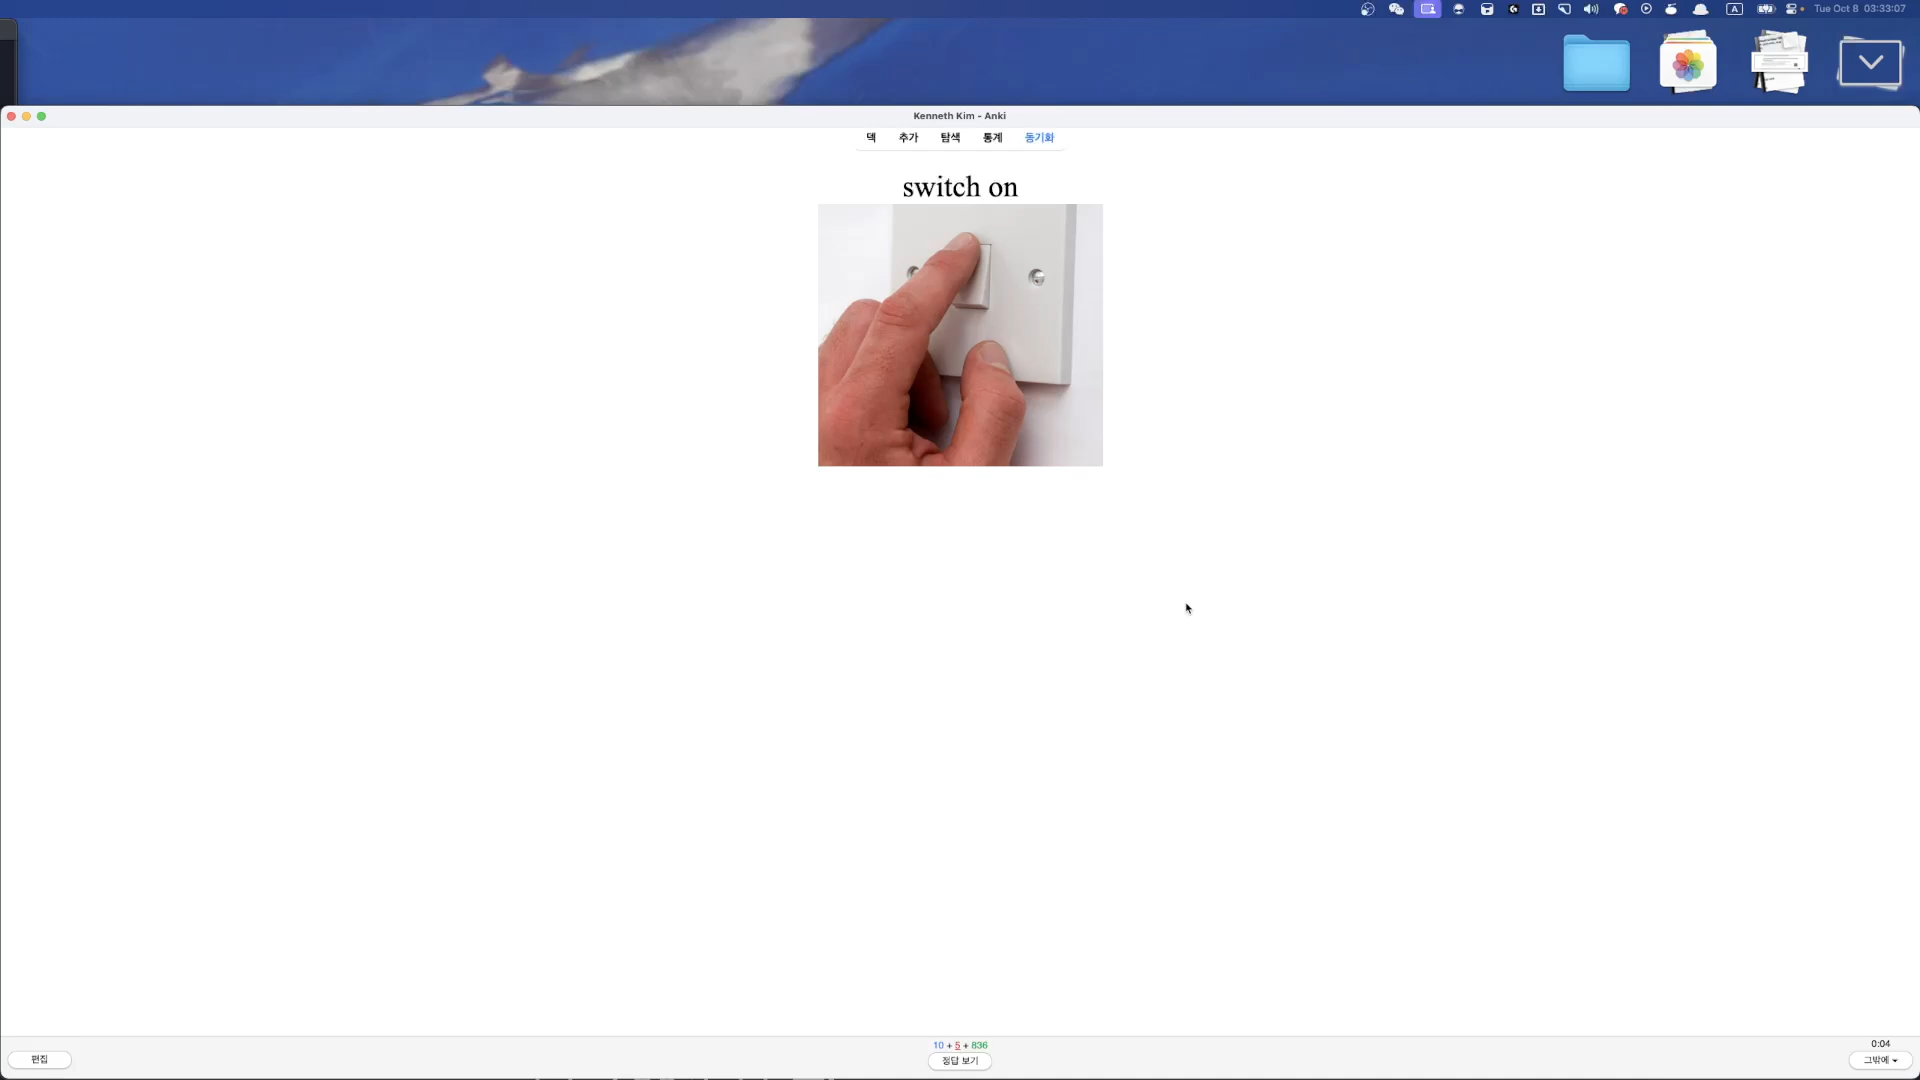 Tue Oct 8 03:33:07
Kenneth Kim - Anki
덱 추가 탐색 통계 동기화
switch on
10 + 5 + 836
0:04
편집
정답 보기
그밖에